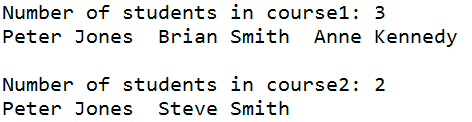 Number of students in course1: 3
Peter Jones  Brian Smith  Anne Kennedy
Number of students in course2: 2
Peter Jones  Steve Smith